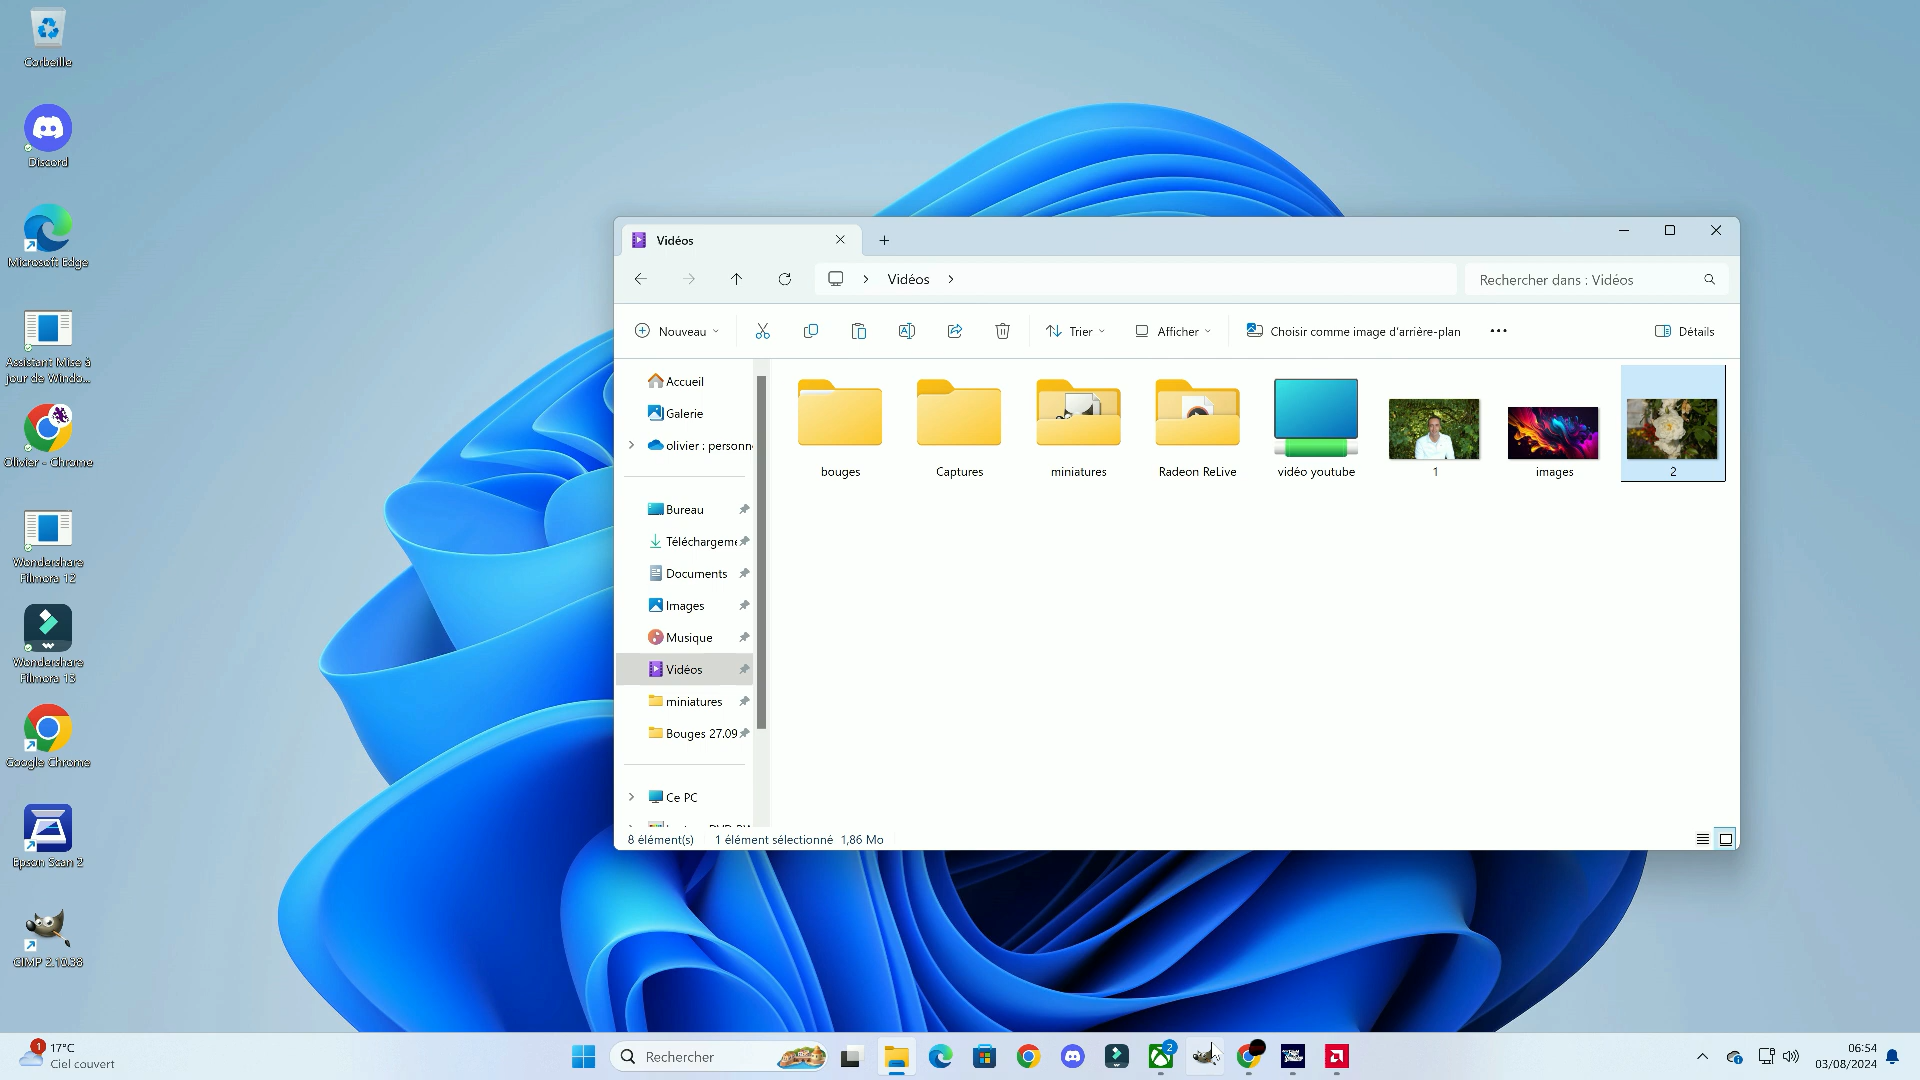 Corbeille
Discord
Microsoft Edge
Assistant Mise à
jour de Windo...
Olivier - Chrome
Wondershare
Filmora 12
Wondershare
Filmora 13
Google Chrome
Epson Scan 2
GIMP 2.10.38
Vidéos
Vidéos
Rechercher dans : Vidéos
Nouveau
Trier
Afficher
Choisir comme image d'arrière-plan
Détails
Accueil
Galerie
olivier : personn
Bureau
Téléchargem
Documents
Images
Musique
Vidéos
miniatures
Bouges 27.09
Ce PC
bouges
Captures
miniatures
Radeon ReLive
vidéo youtube
1
images
2
8 élément(s)
1 élément sélectionné 1,86 Mo
1
17°C
Ciel couvert
Rechercher
2
06:54
03/08/2024